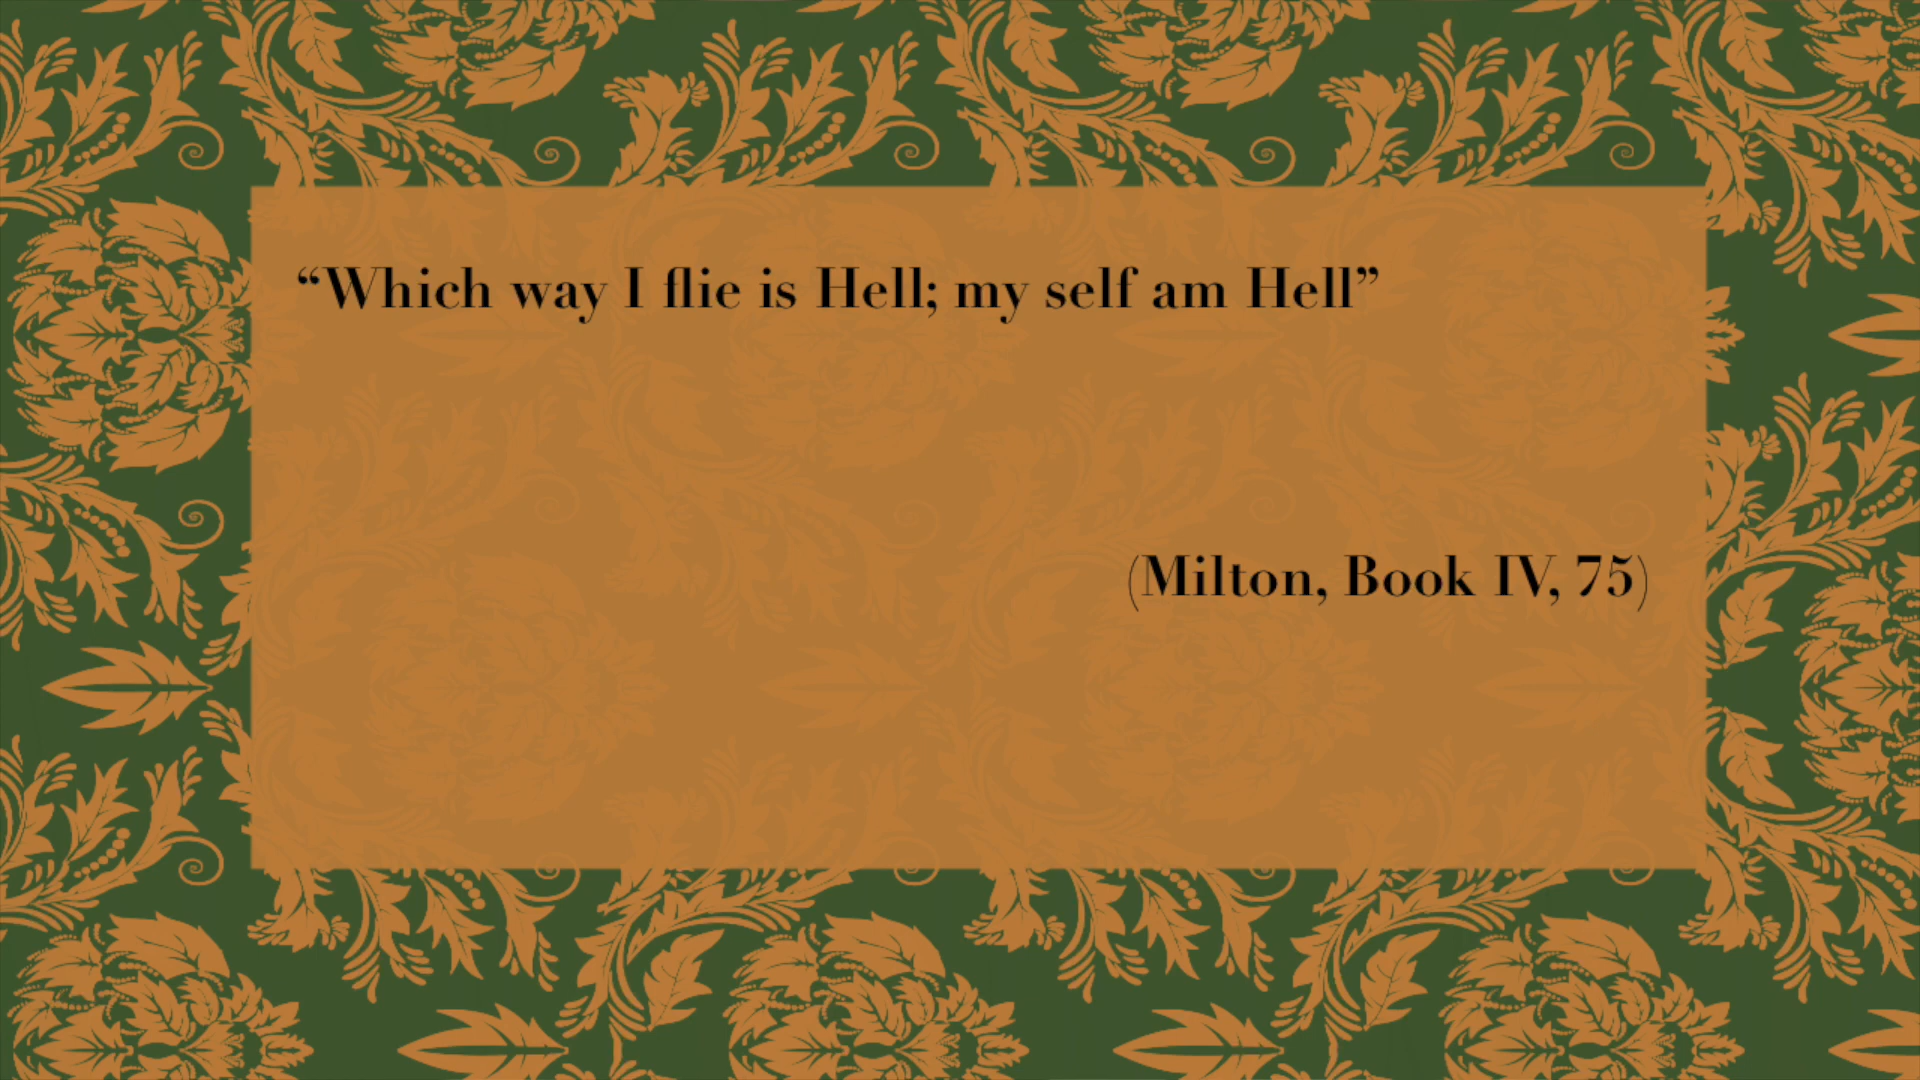 “Which way I flie is Hell; my self am Hell”
(Milton, Book IV, 75)